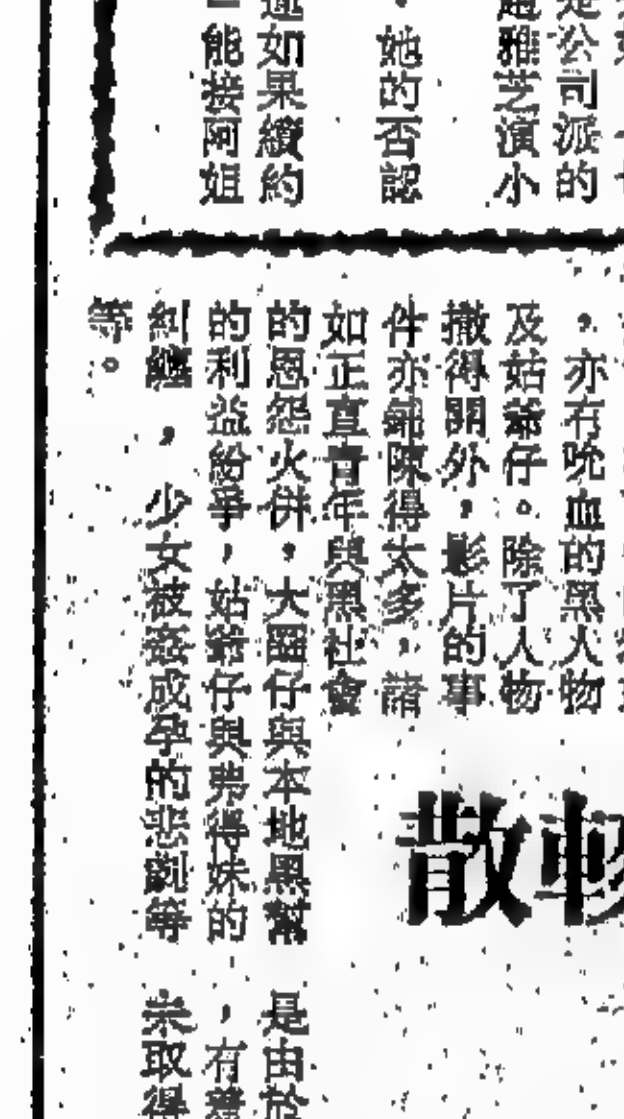 是公司派的
趙雅芝演小
。她的否認
如果續約
能接阿姐
，亦有吮血的黑人物
及姑爺仔。除了人物
撒得開外，影片的事
件亦鋪陳得太多，諸
如正直青年與黑社會
的恩怨火併，大圈仔與本地黑幫
的利益紛爭，姑爺仔與得妹的
糾纏，少女被姦成孕的悲劇等
等。
散
是由於
，有
未取得